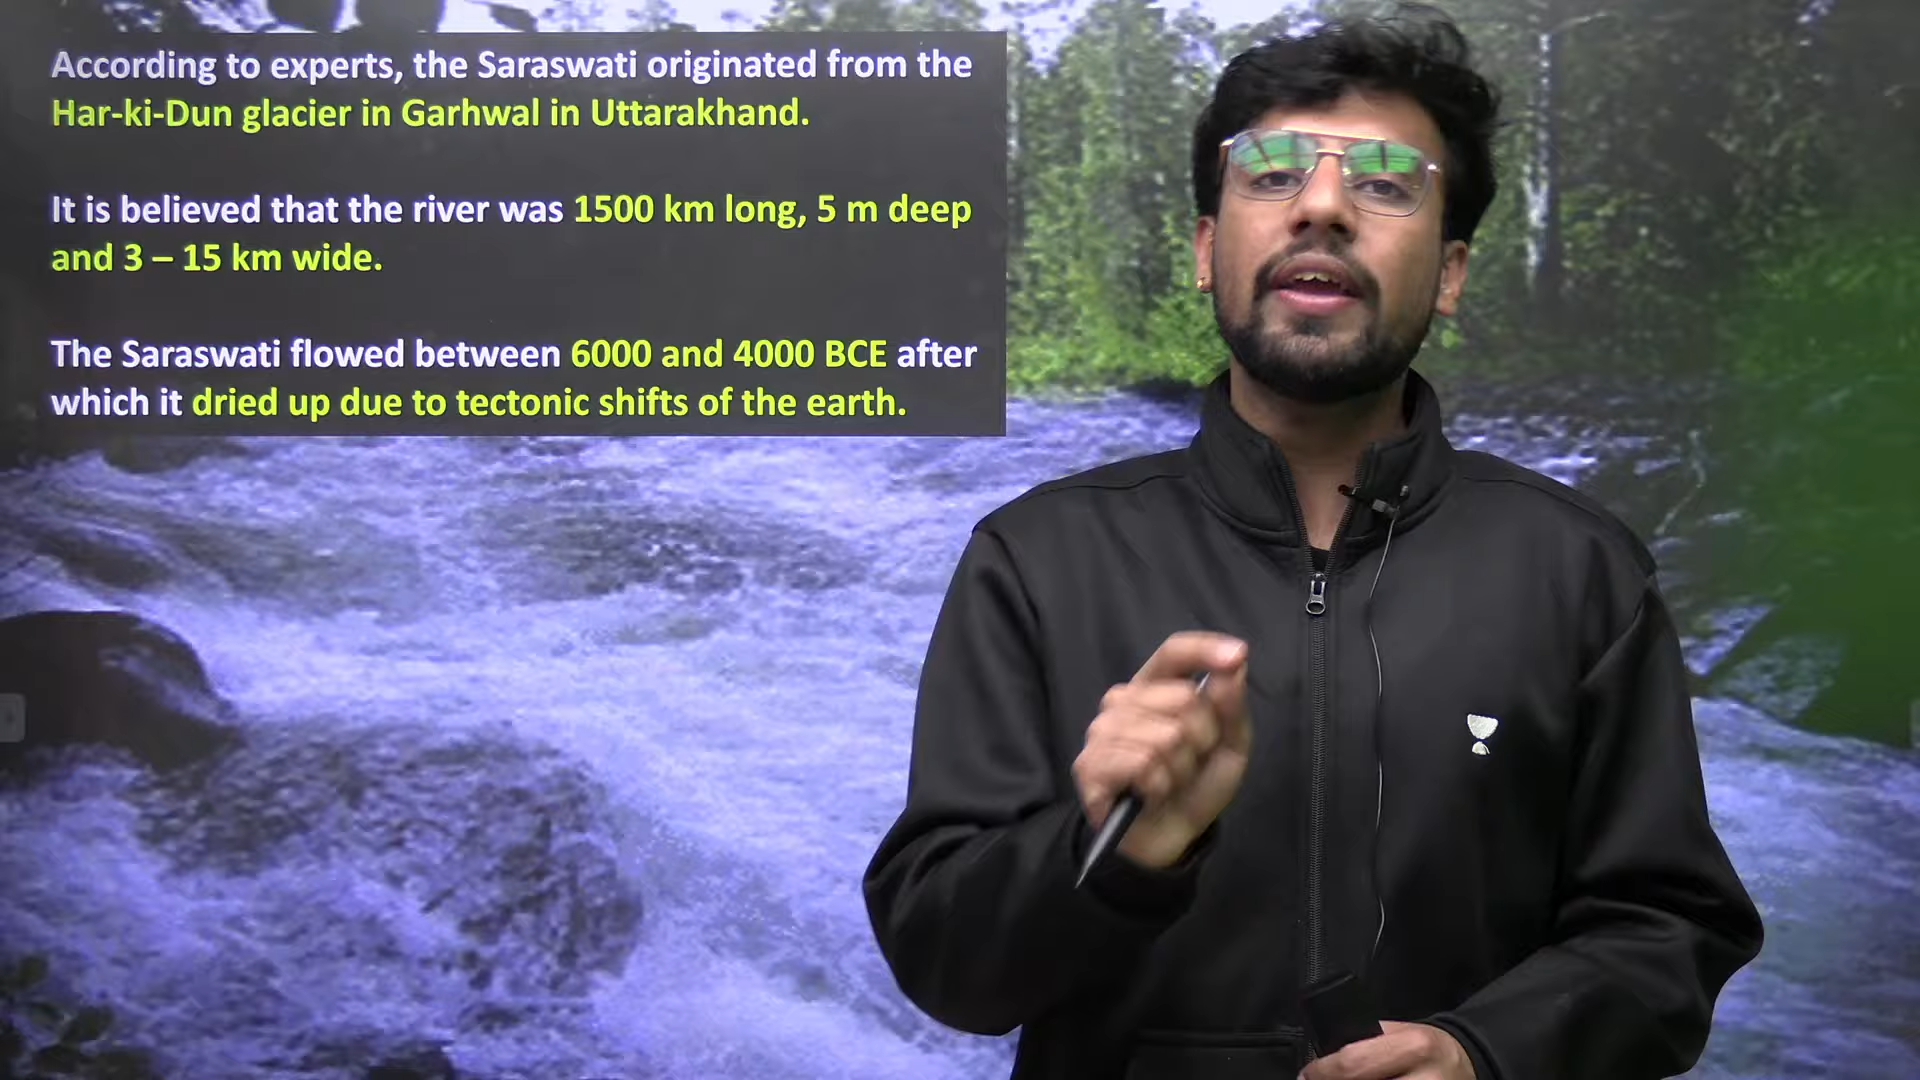 According to experts, the Saraswati originated from the
Har-ki-Dun glacier in Garhwal in Uttarakhand.
It is believed that the river was 1500 km long, 5 m deep
and 3 – 15 km wide.
The Saraswati flowed between 6000 and 4000 BCE after
which it dried up due to tectonic shifts of the earth.